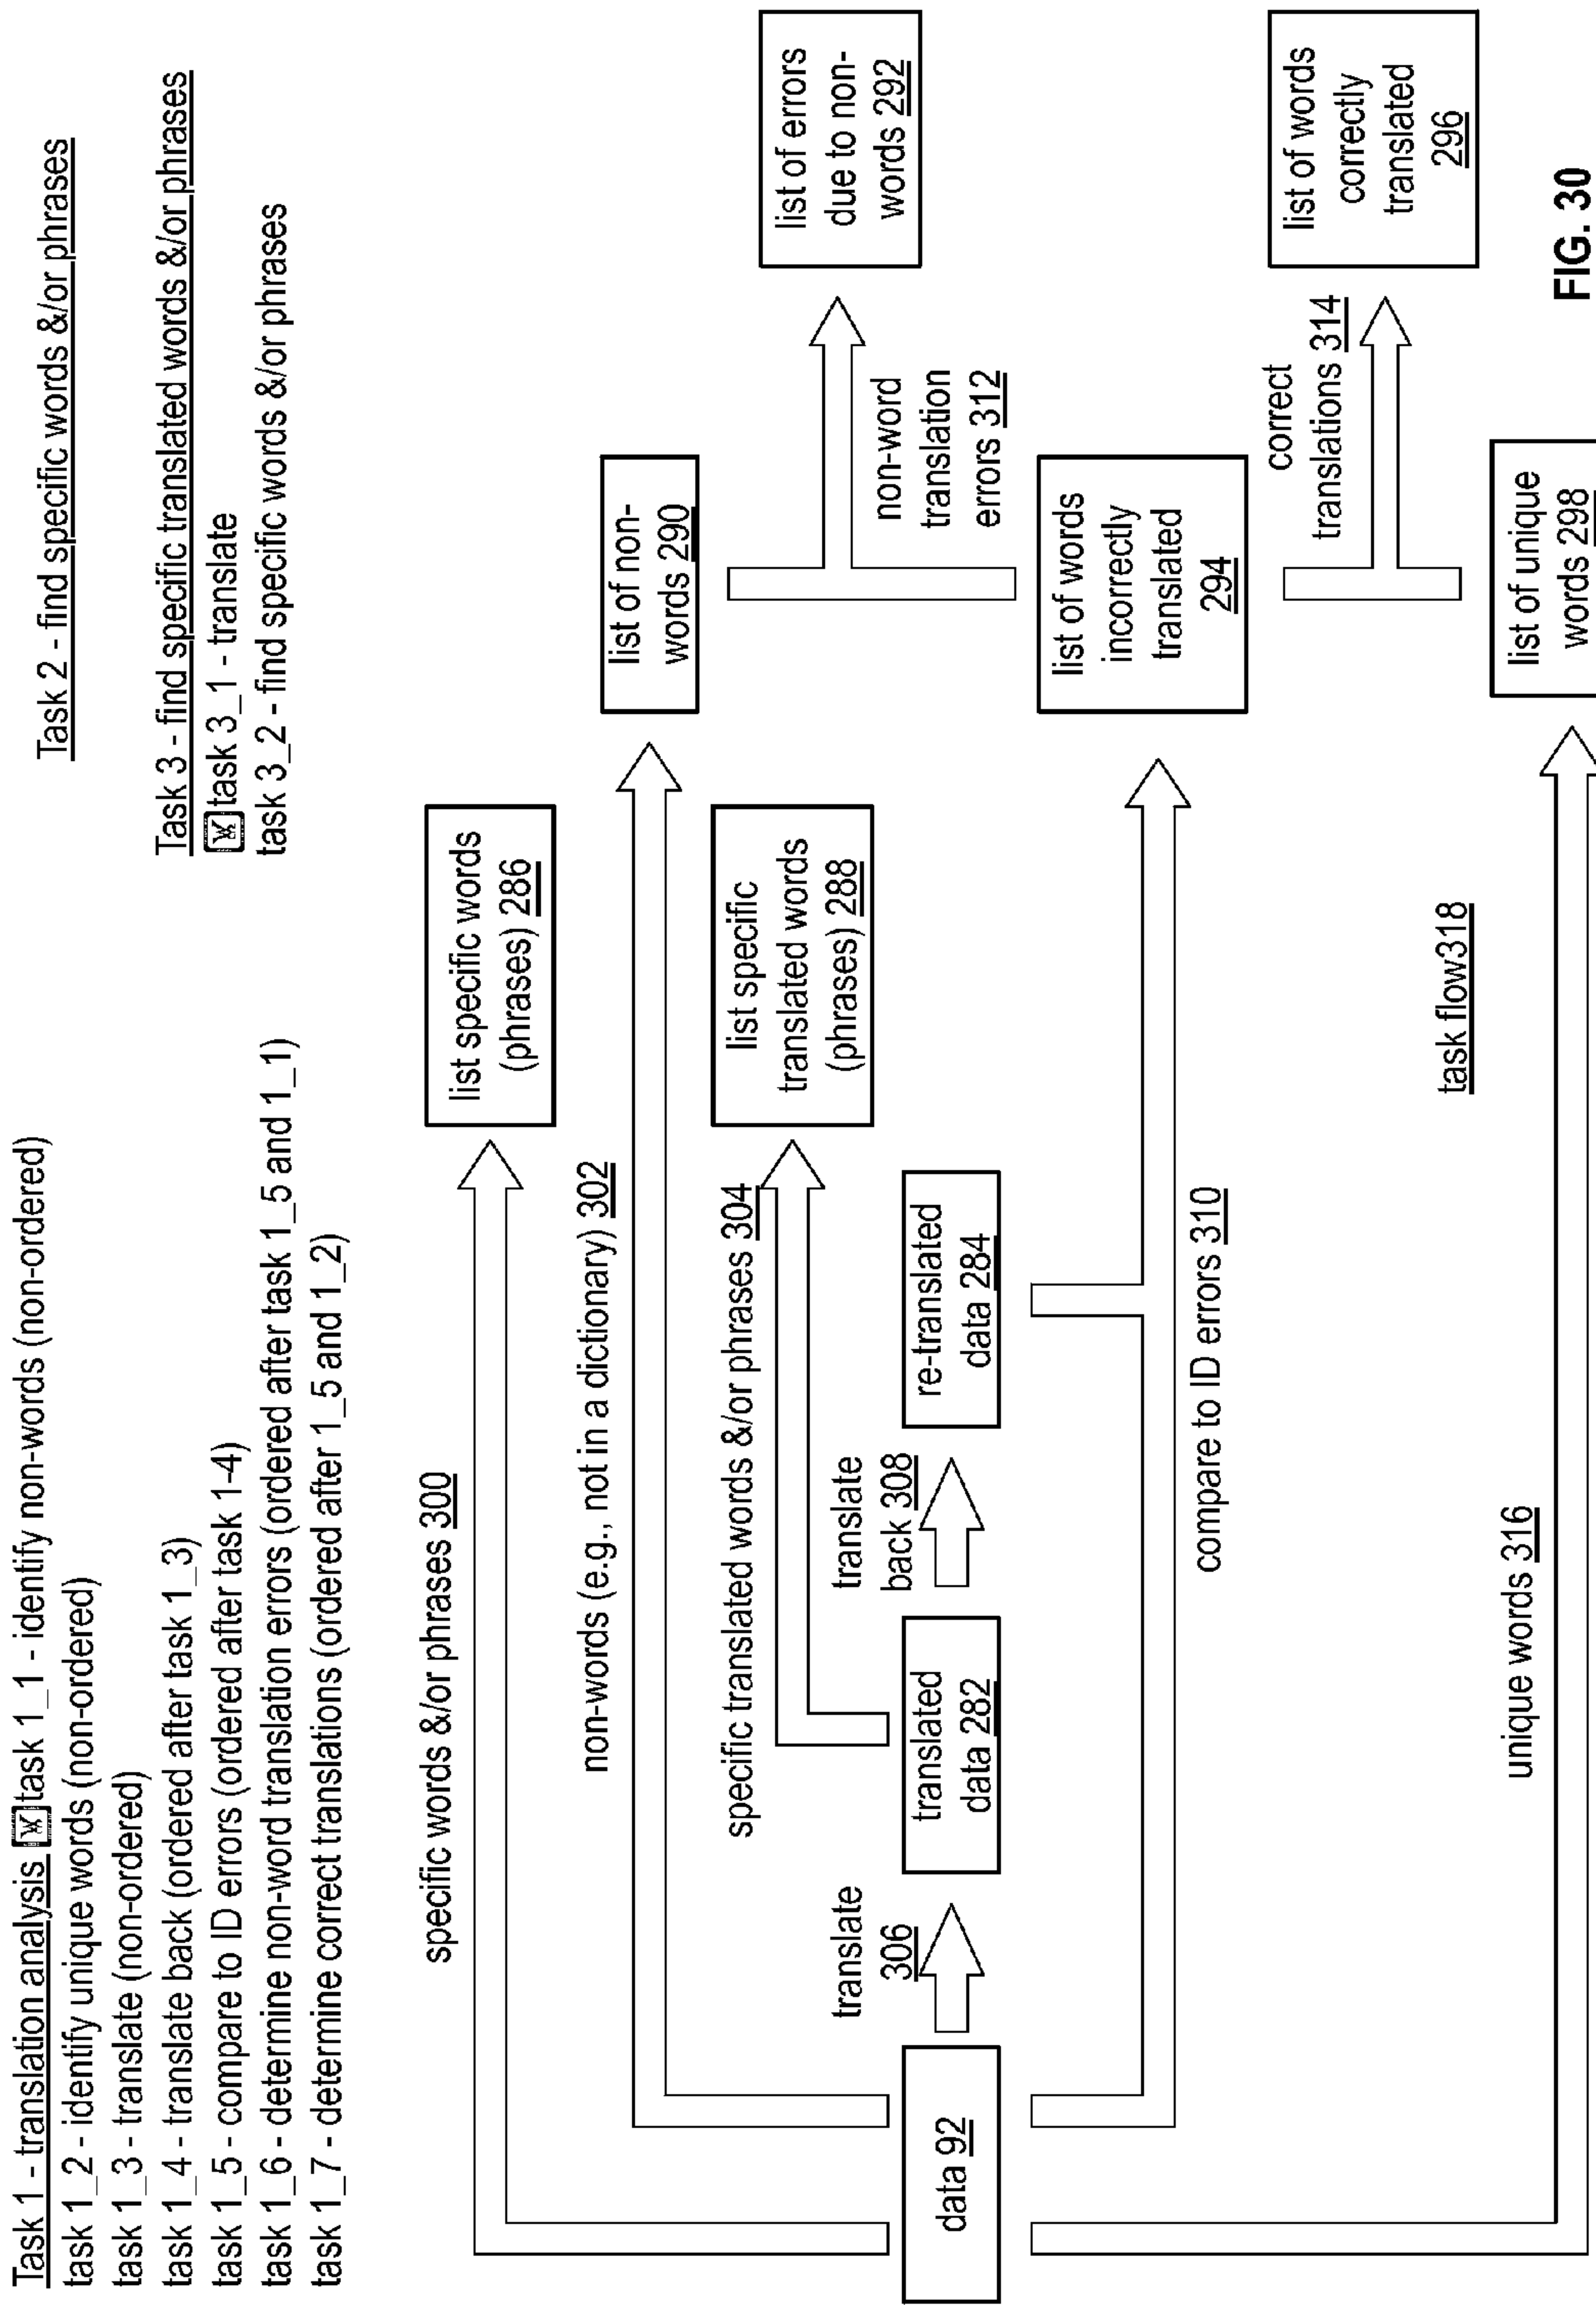 Task 1 - translation analysis task 1_1 - identify non-words (non-ordered)
task 1_2 - identify unique words (non-ordered)
task 1_3 - translate (non-ordered)
task 1_4 - translate back (ordered after task 1_3)
task 1_5 - compare to ID errors (ordered after task 1-4)
task 1_6 - determine non-word translation errors (ordered after task 1_5 and 1_1)
task 1_7 - determine correct translations (ordered after 1_5 and 1_2)
Task 2 - find specific words &/or phrases
Task 3 - find specific translated words &/or phrases
task 3_1 - translate
task 3_2 - find specific words &/or phrases
specific words &/or phrases 300
list specific words
(phrases) 286
non-words (e.g., not in a dictionary) 302
list of non-
words 290
specific translated words &/or phrases 304
list specific
translated words
(phrases) 288
list of errors
due to non-
words 292
non-word
translation
errors 312
data 92
translate
306
translated
data 282
translate
back 308
re-translated
data 284
compare to ID errors 310
list of words
incorrectly
translated
294
correct
translations 314
list of words
correctly
translated
296
task flow318
unique words 316
list of unique
words 298
FIG. 30